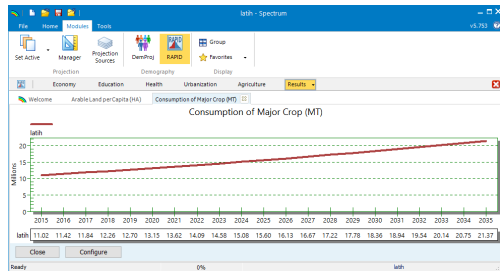 latih - Spectrum
File Home Modules Tools v5.753
Set Active Manager Projection Sources DemProj RAPID Group Favorites
Projection Demography Display
Economy Education Health Urbanization Agriculture Results
Welcome Arable Land per Capita (HA) Consumption of Major Crop (MT)
Consumption of Major Crop (MT)
latih
Millions
20
15
10
5
0
2015 2016 2017 2018 2019 2020 2021 2022 2023 2024 2025 2026 2027 2028 2029 2030 2031 2032 2033 2034 2035
latih 11.02 11.42 11.84 12.26 12.70 13.15 13.62 14.09 14.58 15.08 15.60 16.13 16.67 17.22 17.78 18.36 18.94 19.54 20.14 20.75 21.37
Close Configure
Ready 0% latih